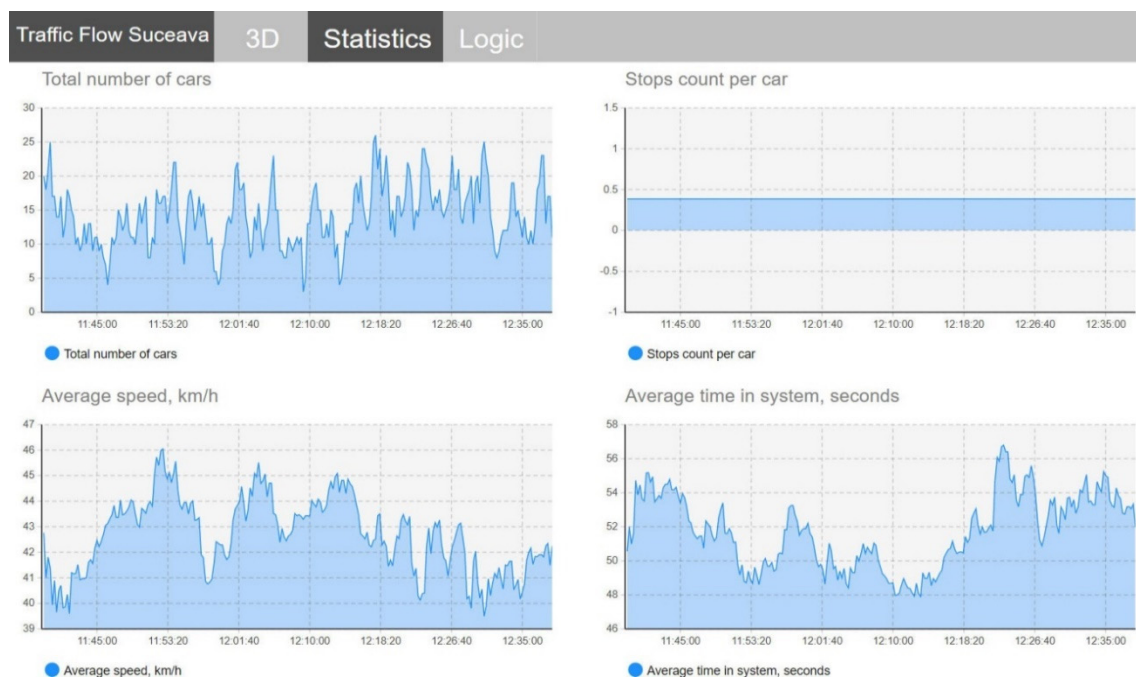 Traffic Flow Suceava 3D Statistics Logic
Total number of cars
30
25
20
15
10
5
0
11:45:00 11:53:20 12:01:40 12:10:00 12:18:20 12:26:40 12:35:00
Total number of cars
Stops count per car
1.5
1
0.5
0
-0.5
-1
11:45:00 11:53:20 12:01:40 12:10:00 12:18:20 12:26:40 12:35:00
Stops count per car
Average speed, km/h
47
46
45
44
43
42
41
40
39
11:45:00 11:53:20 12:01:40 12:10:00 12:18:20 12:26:40 12:35:00
Average speed, km/h
Average time in system, seconds
58
56
54
52
50
48
46
11:45:00 11:53:20 12:01:40 12:10:00 12:18:20 12:26:40 12:35:00
Average time in system, seconds